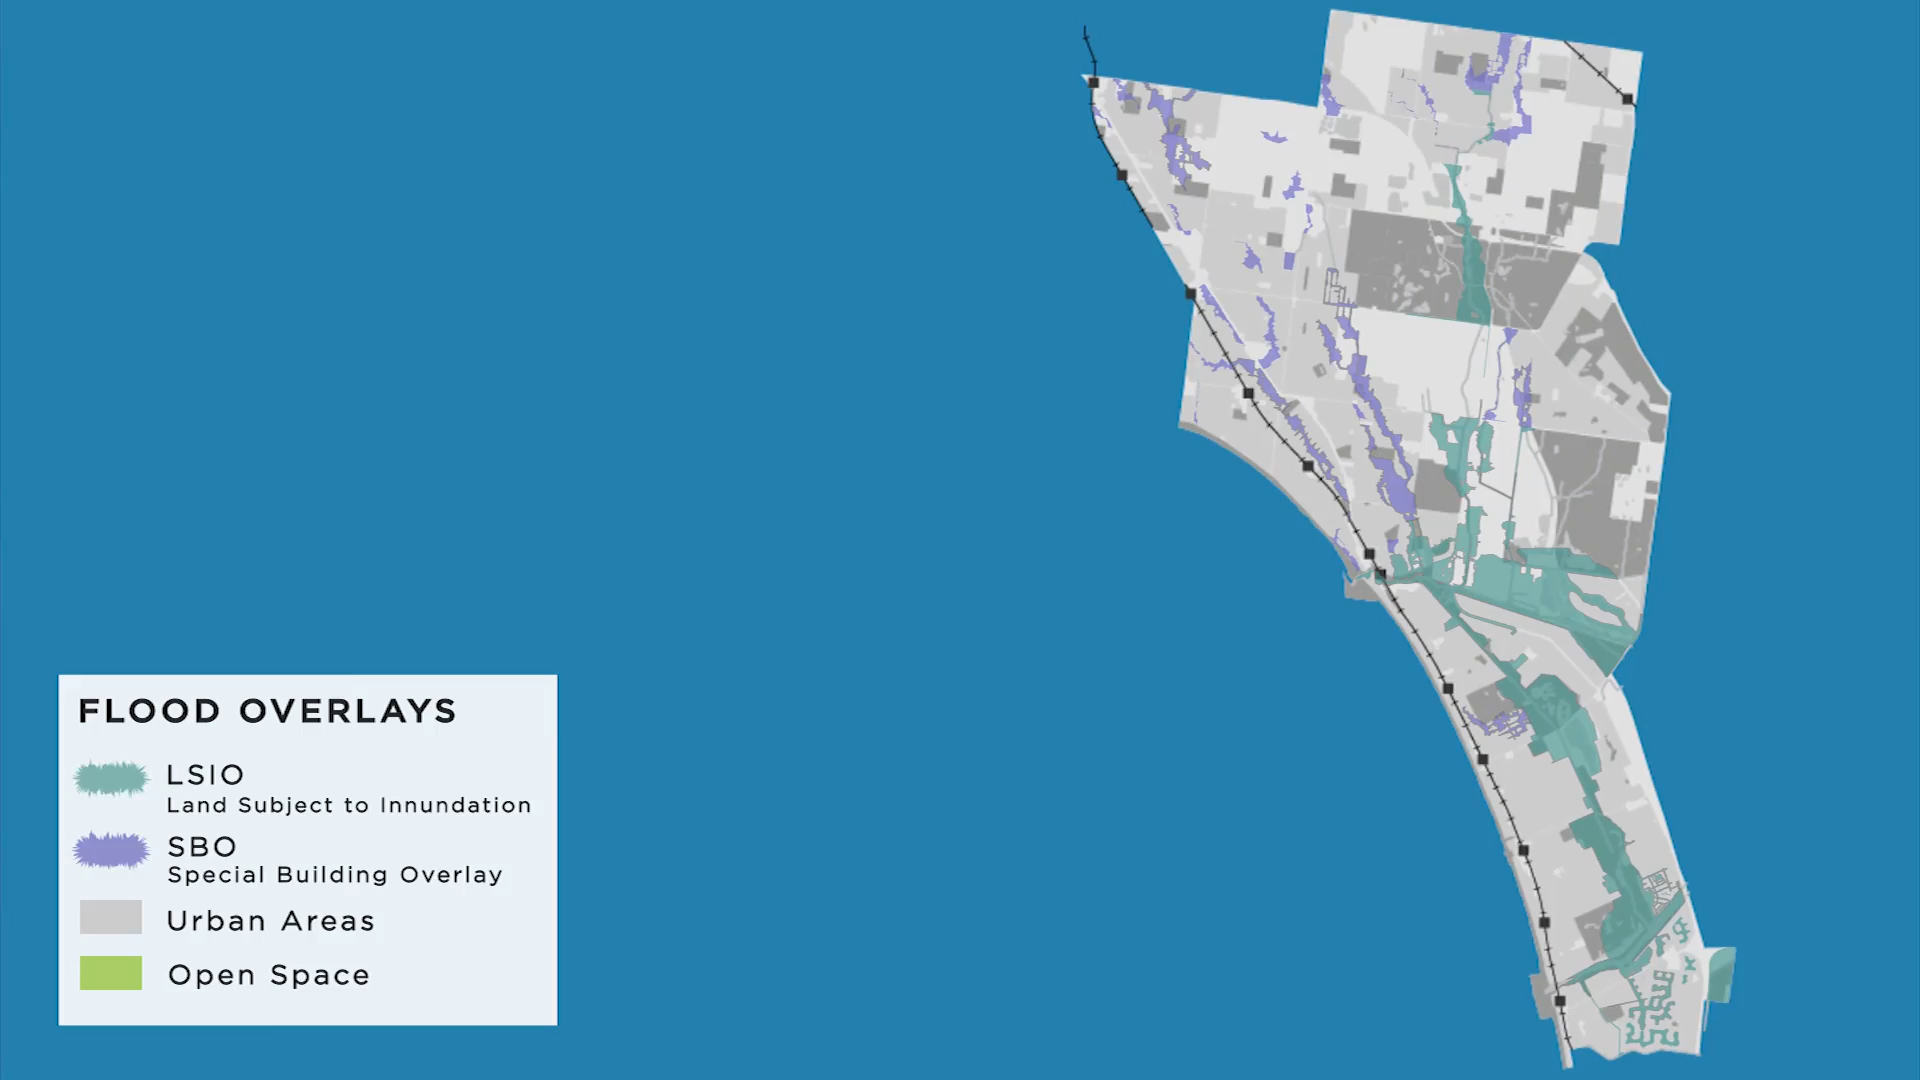 FLOOD OVERLAYS
LSIO
Land Subject to Innundation
SBO
Special Building Overlay
Urban Areas
Open Space